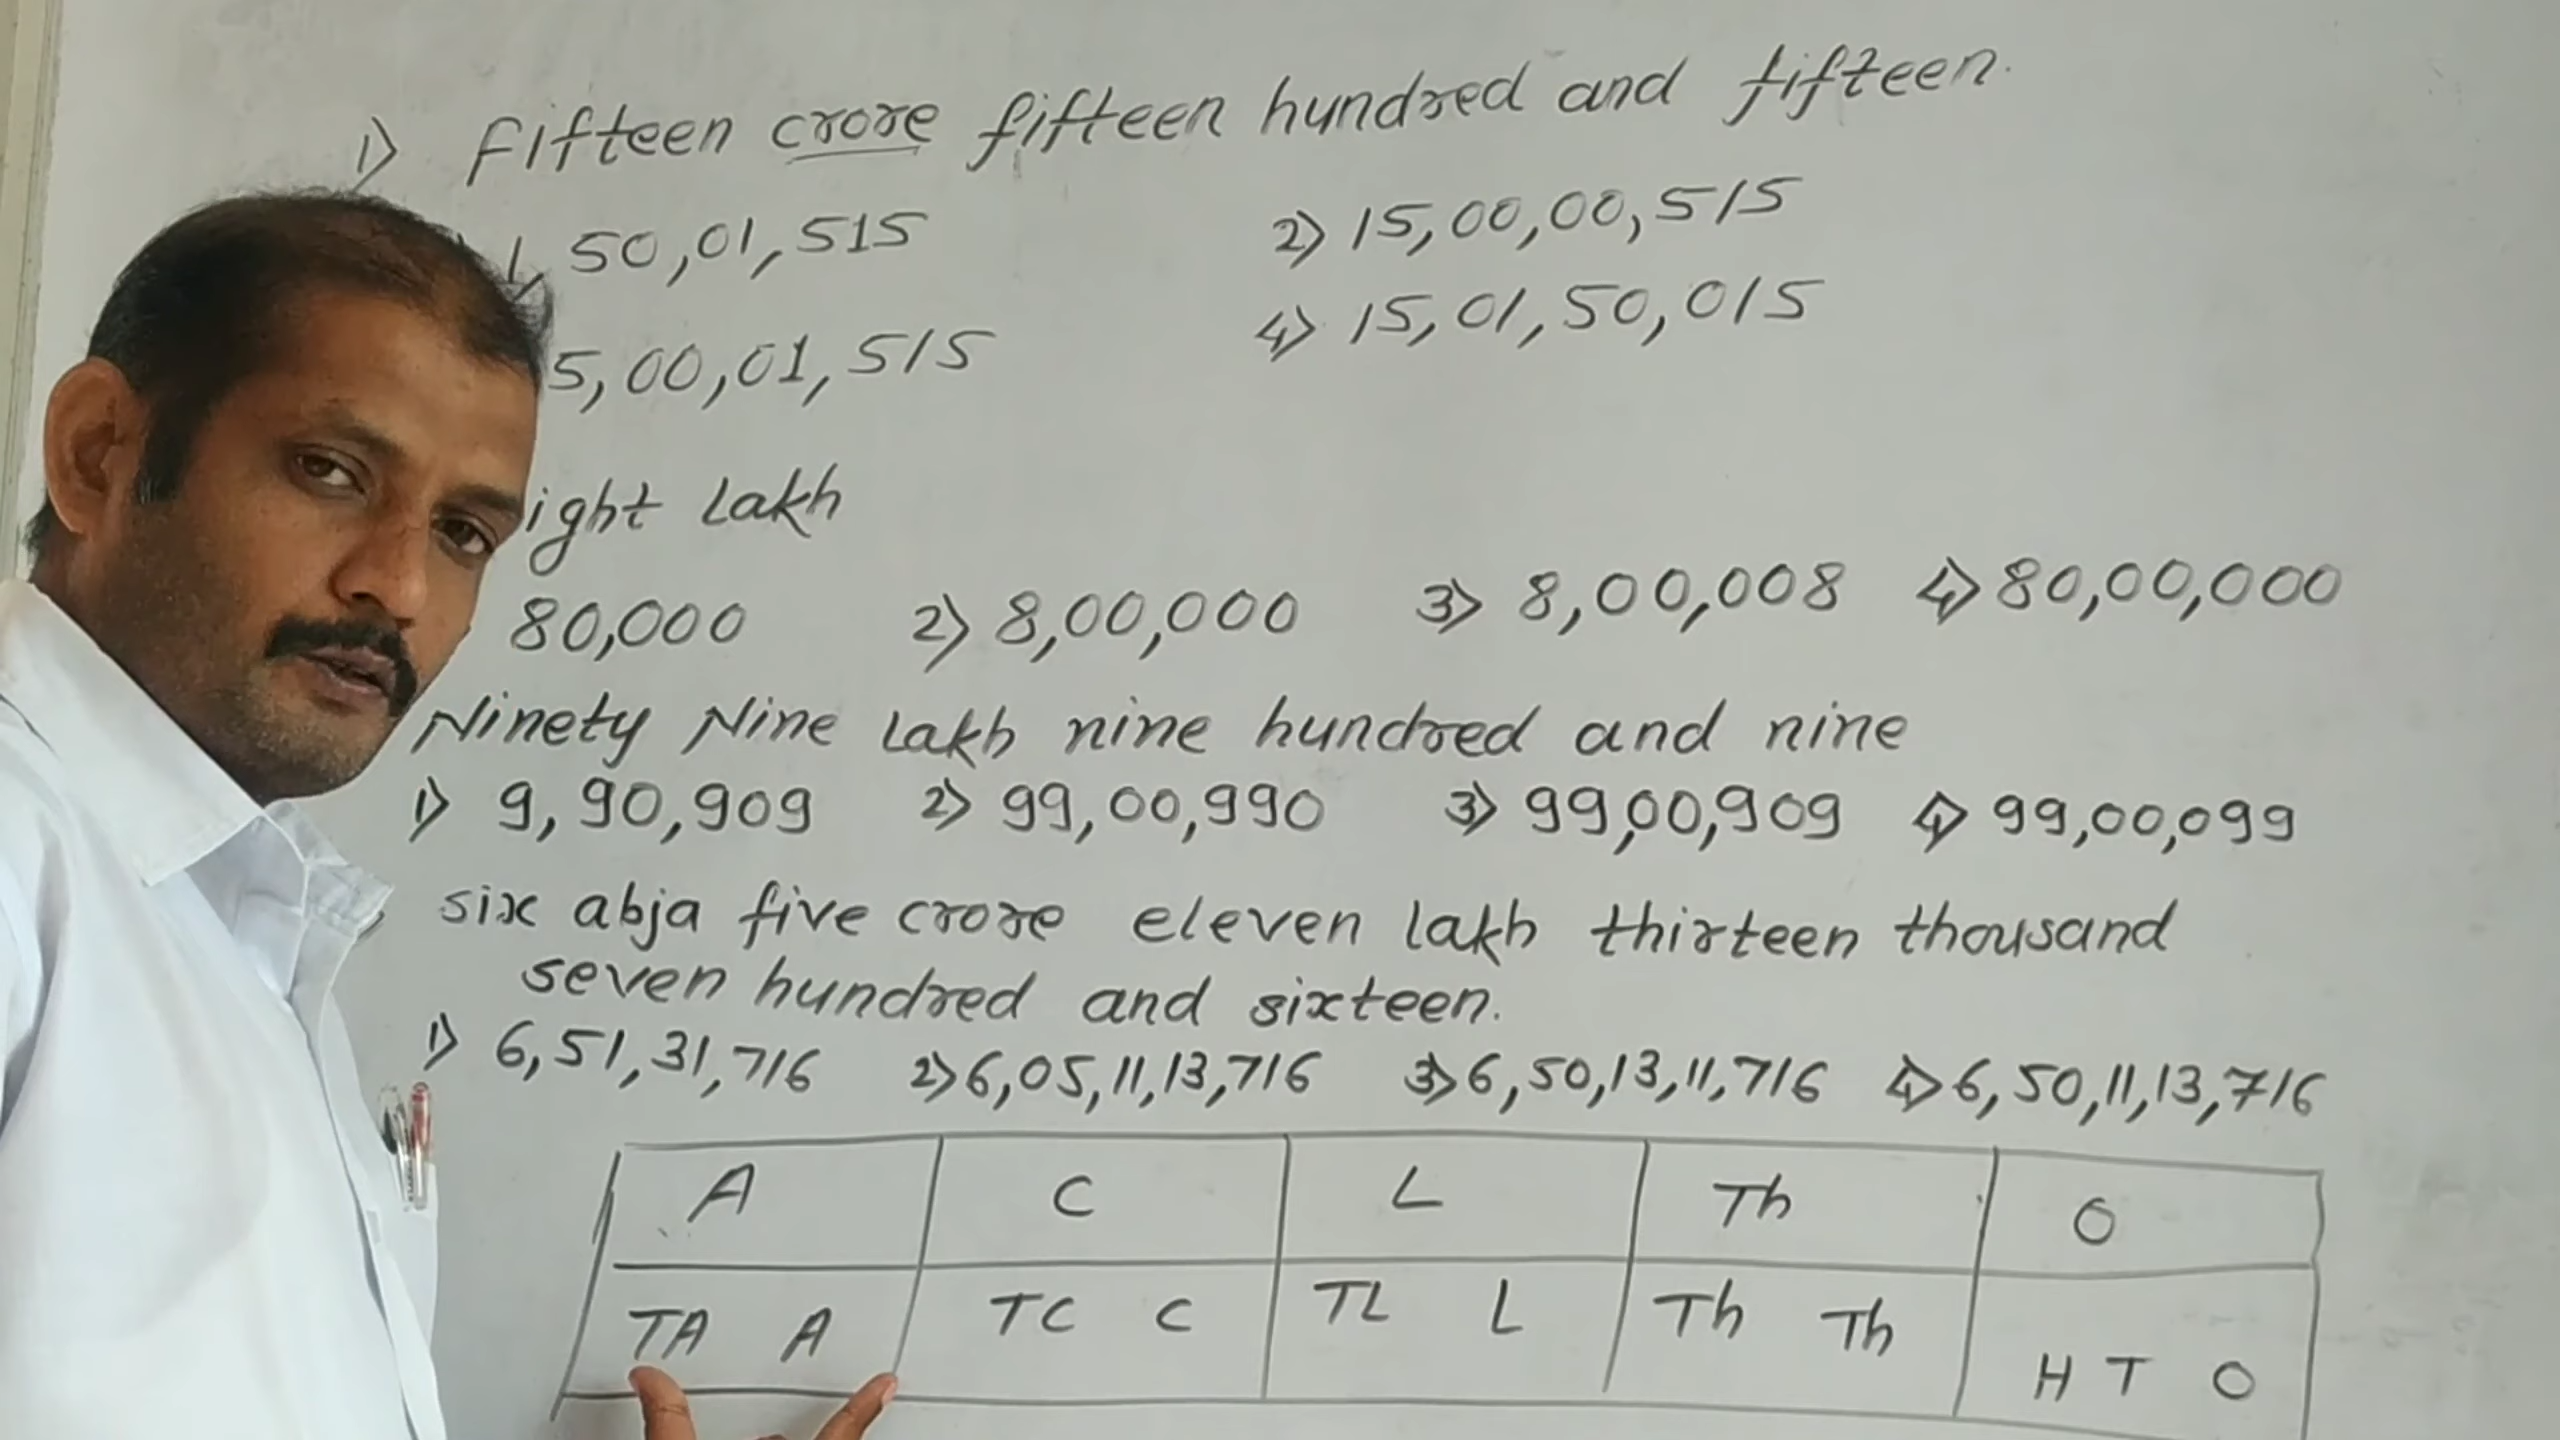 1) Fifteen crore fifteen hundred and fifteen.
1,50,01,515 2) 15,00,00,515
5,00,01,515 4) 15,01,50,015
ight Lakh
80,000 2) 8,00,000 3) 8,00,008 4) 80,00,000
Ninety Nine Lakh nine hundred and nine
1) 9,90,909 2) 99,00,990 3) 99,00,909 4) 99,00,099
six abja five crore eleven lakh thirteen thousand
seven hundred and sixteen.
1) 6,51,31,716 2) 6,05,11,13,716 3) 6,50,13,11,716 4) 6,50,11,13,716
A C L Th O
TA A TC C TL L Th Th H T O